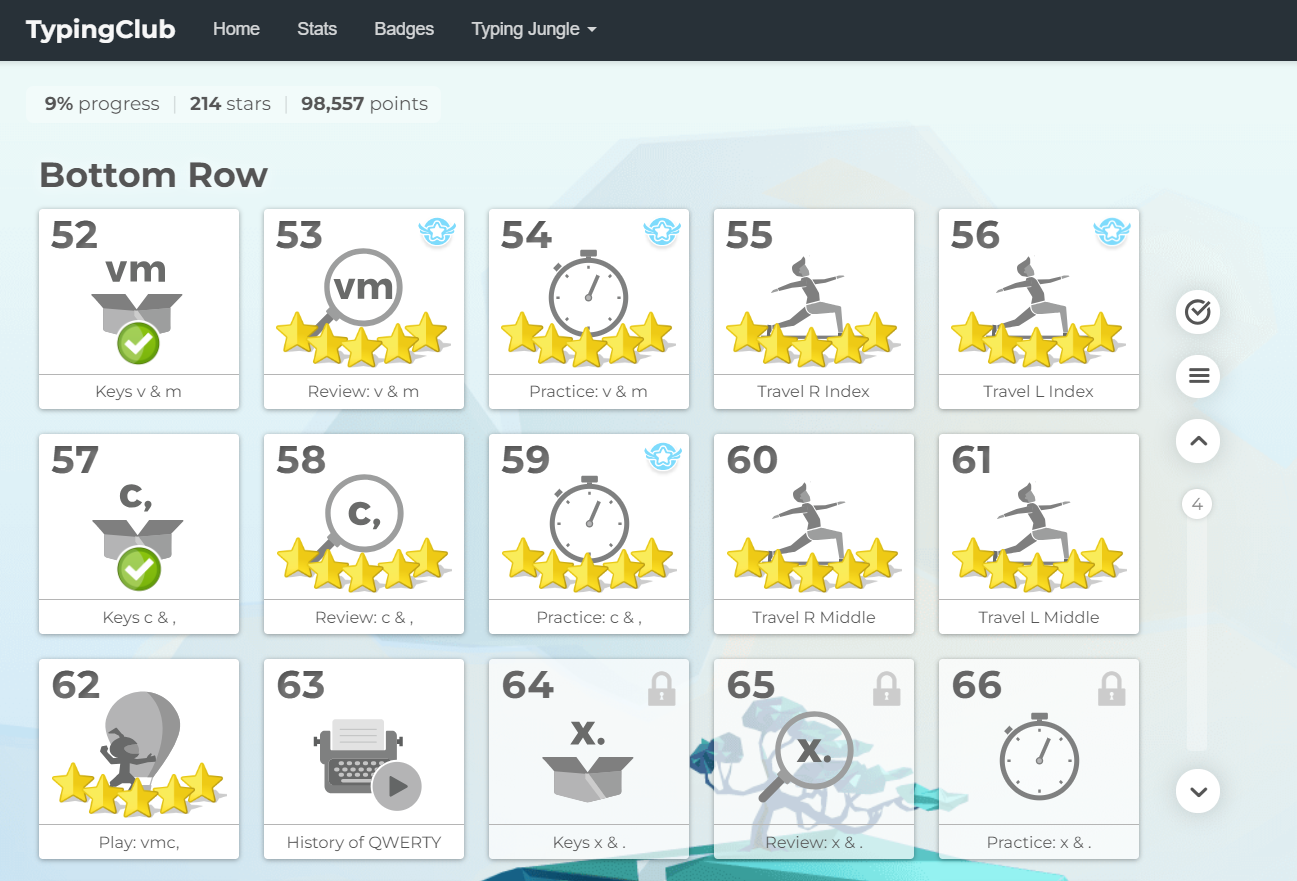 TypingClub Home Stats Badges Typing Jungle
9% progress 214 stars 98,557 points
Bottom Row
52 53 54 55 56
vm vm
Keys v & m Review: v & m Practice: v & m Travel R Index Travel L Index
57 58 59 60 61
c, c,
Keys c & , Review: c & , Practice: c & , Travel R Middle Travel L Middle
4
62 63 64 65 66
x. x.
Play: vmc, History of QWERTY Keys x & . Review: x & . Practice: x & .